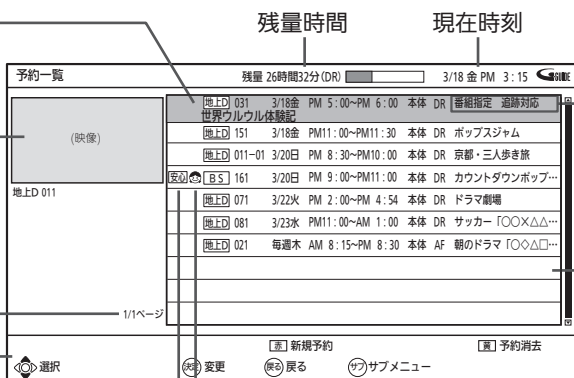 残量時間 現在時刻
予約一覧 残量 26時間32分(DR) 3/18 金 PM 3:15 GGUIDE
(映像)
地上D 011
地上D 031 3/18金 PM 5:00~PM 6:00 本体 DR 番組指定 追跡対応
世界ウルウル体験記
地上D 151 3/18金 PM11:00~PM11:30 本体 DR ポップスジャム
地上D 011-01 3/20日 PM 8:30~PM10:00 本体 DR 京都・三人歩き旅
安心 BS 161 3/20日 PM 9:00~PM11:00 本体 DR カウントダウンポップ…
地上D 071 3/22火 PM 2:00~PM 4:54 本体 DR ドラマ劇場
地上D 081 3/23水 PM11:00~AM 1:00 本体 DR サッカー「○○×△△…
地上D 021 毎週木 AM 8:15~PM 8:30 本体 AF 朝のドラマ「○◇△□…
1/1ページ
赤 新規予約 黄 予約消去
選択 決定 変更 戻る 戻る サブ サブメニュー